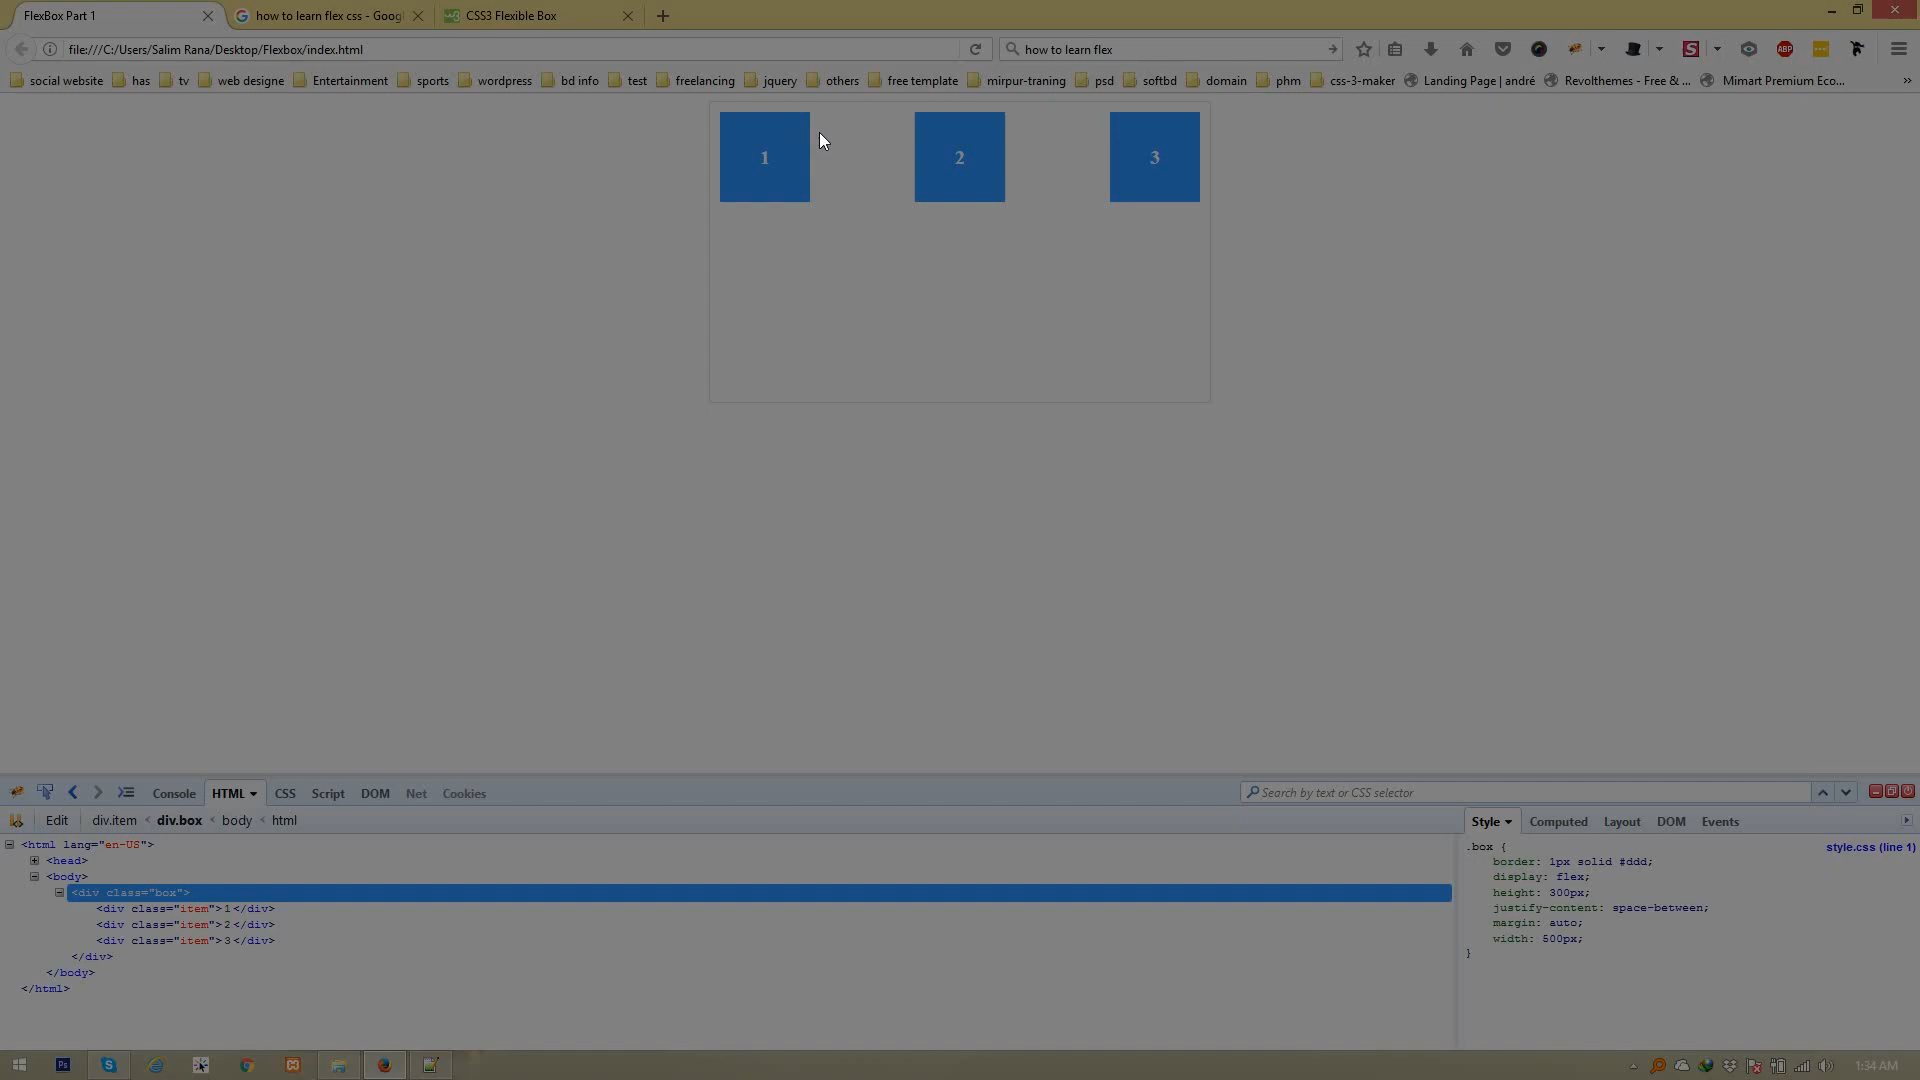 FlexBox Part 1
how to learn flex css - Goog
CSS3 Flexible Box
file:///C:/Users/Salim Rana/Desktop/Flexbox/index.html
how to learn flex
ABP
social website has tv web designe Entertainment sports wordpress bd info test freelancing jquery others free template mirpur-traning psd softbd domain phm css-3-maker Landing Page | andré Revolthemes - Free & ... Mimart Premium Eco...
1 2 3
Console HTML CSS Script DOM Net Cookies
Search by text or CSS selector
Edit div.item < div.box < body < html
Style Computed Layout DOM Events
<html lang="en-US">
<head>
<body>
<div class="box">
<div class="item">1</div>
<div class="item">2</div>
<div class="item">3</div>
</div>
</body>
</html>
.box { style.css (line 1)
border: 1px solid #ddd;
display: flex;
height: 300px;
justify-content: space-between;
margin: auto;
width: 500px;
}
Ps
1:34 AM